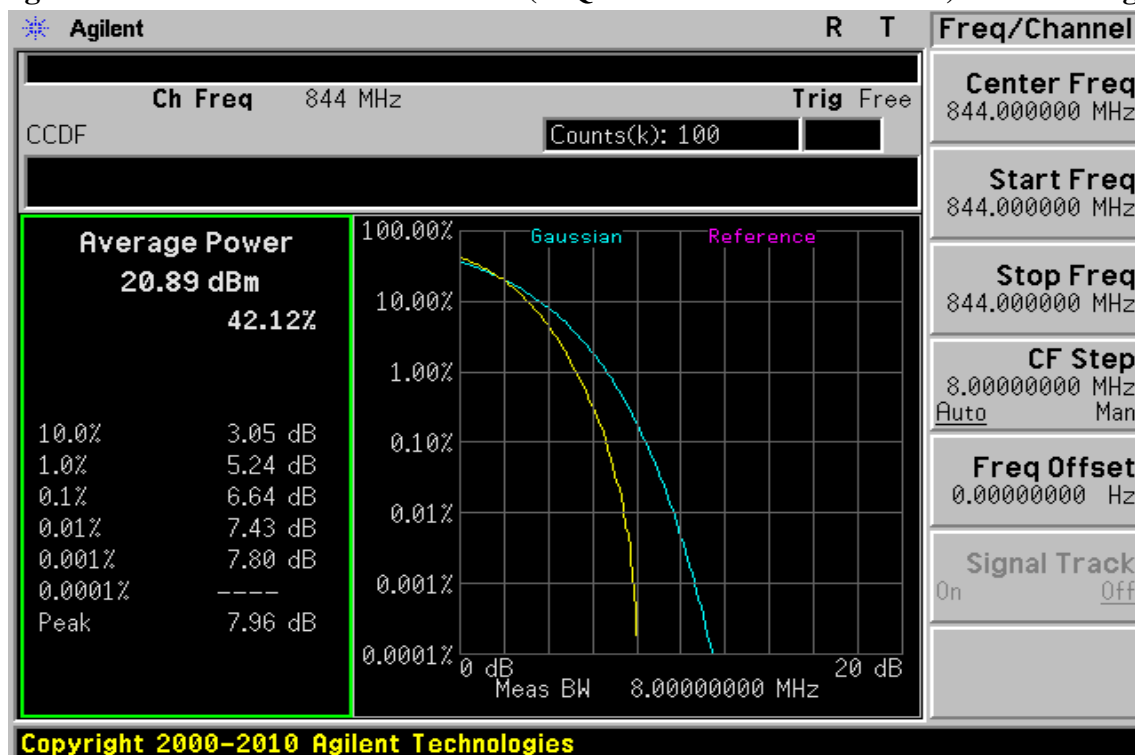 Agilent R T
Ch Freq 844 MHz Trig Free
CCDF Counts(k): 100
Average Power
20.89 dBm
42.12%
10.0% 3.05 dB
1.0% 5.24 dB
0.1% 6.64 dB
0.01% 7.43 dB
0.001% 7.80 dB
0.0001% ----
Peak 7.96 dB
Gaussian Reference
100.00%
10.00%
1.00%
0.10%
0.01%
0.001%
0.0001%
0 dB 20 dB
Meas BW 8.00000000 MHz
Freq/Channel
Center Freq
844.000000 MHz
Start Freq
844.000000 MHz
Stop Freq
844.000000 MHz
CF Step
8.00000000 MHz
Auto Man
Freq Offset
0.00000000 Hz
Signal Track
On Off
Copyright 2000-2010 Agilent Technologies